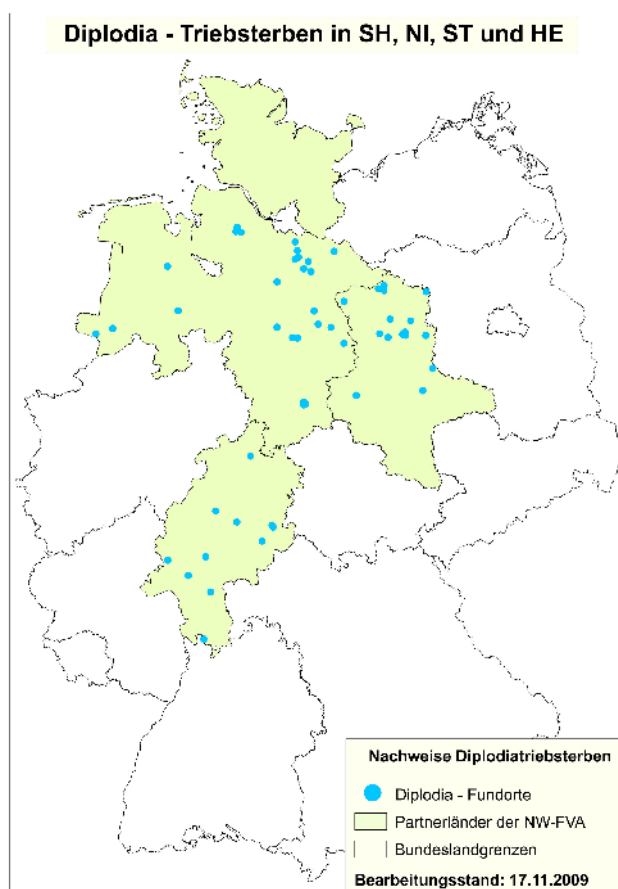 Diplodia - Triebsterben in SH, NI, ST und HE
Nachweise Diplodiatriebsterben
Diplodia - Fundorte
Partnerländer der NW-FVA
Bundeslandgrenzen
Bearbeitungsstand: 17.11.2009